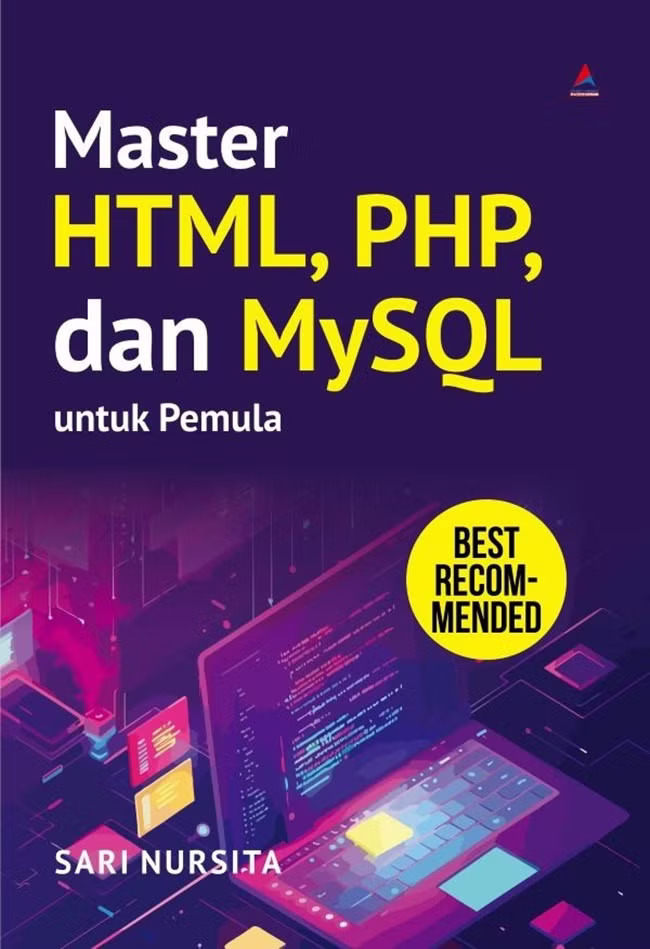 Master
HTML, PHP,
dan MySQL
untuk Pemula
BEST
RECOM-
MENDED
SARI NURSITA